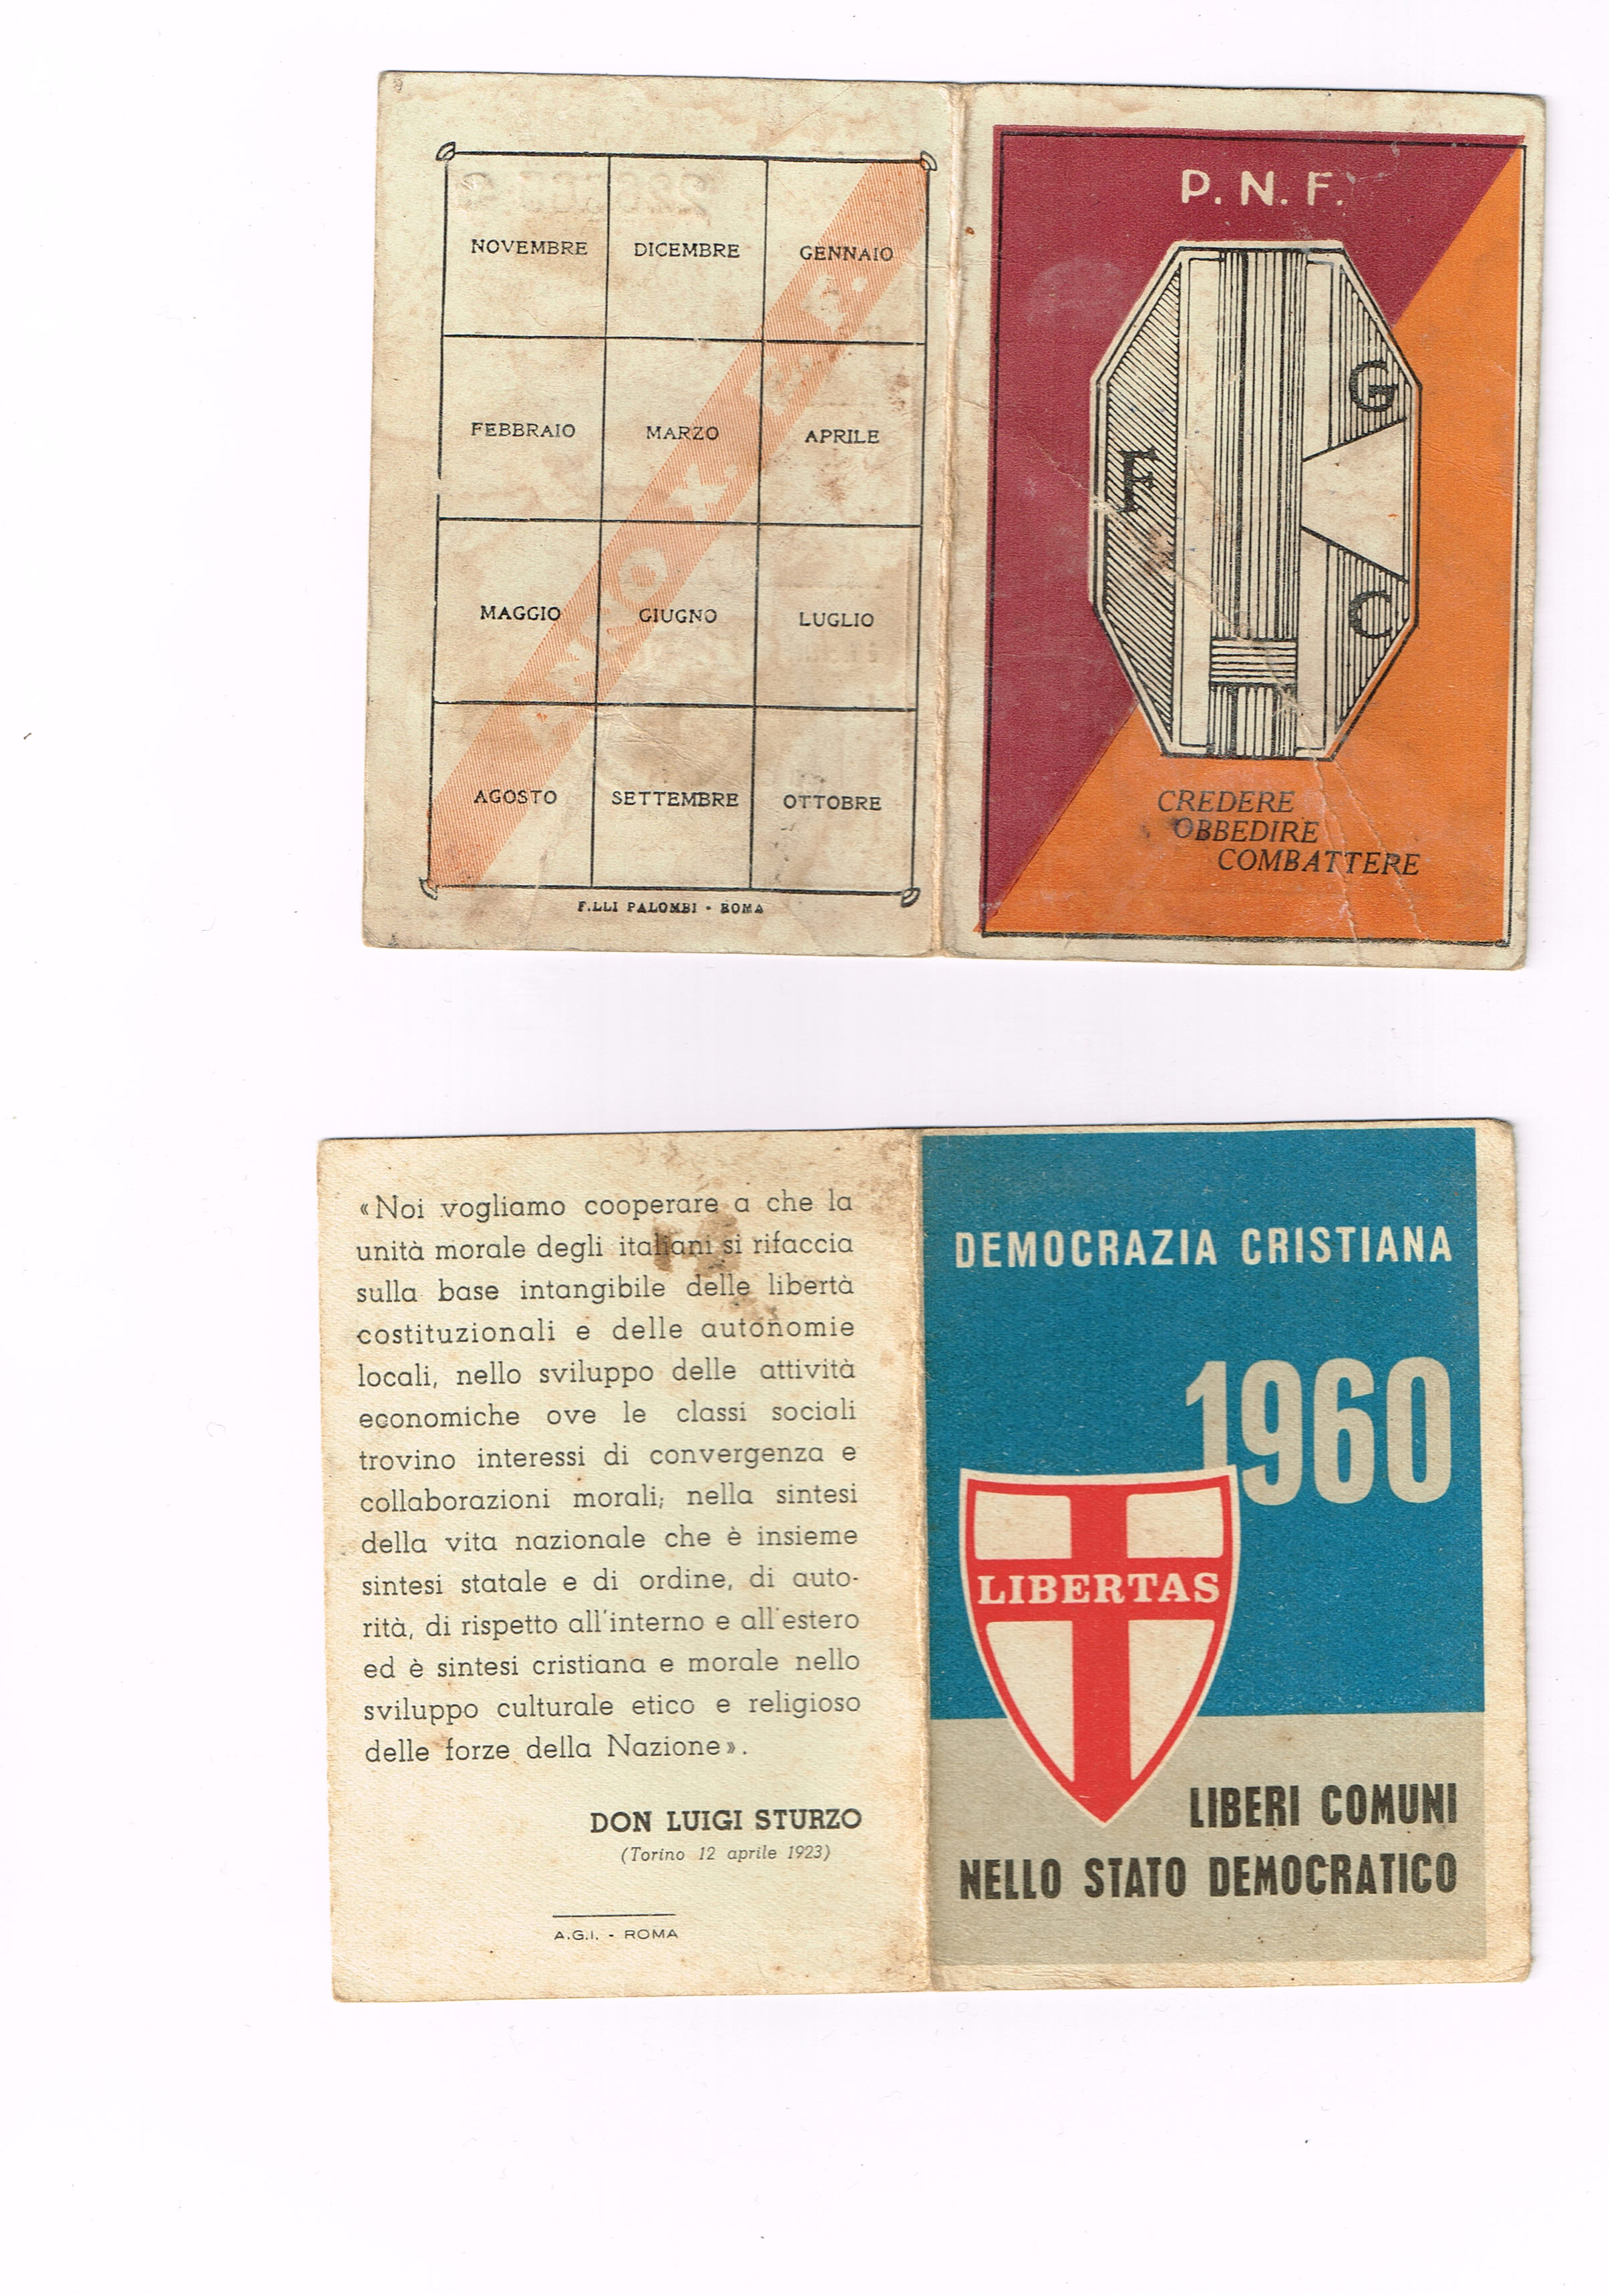 NOVEMBRE DICEMBRE GENNAIO
FEBBRAIO MARZO APRILE
MAGGIO GIUGNO LUGLIO
AGOSTO SETTEMBRE OTTOBRE
ANNO X. E. F.
F.LLI PALOMBI - ROMA
P. N. F.
F
G
C
CREDERE
OBBEDIRE
COMBATTERE
«Noi vogliamo cooperare a che la
unità morale degli italiani si rifaccia
sulla base intangibile delle libertà
costituzionali e delle autonomie
locali, nello sviluppo delle attività
economiche ove le classi sociali
trovino interessi di convergenza e
collaborazioni morali; nella sintesi
della vita nazionale che è insieme
sintesi statale e di ordine, di auto-
rità, di rispetto all'interno e all'estero
ed è sintesi cristiana e morale nello
sviluppo culturale etico e religioso
delle forze della Nazione».
DON LUIGI STURZO
(Torino 12 aprile 1923)
A.G.I. - ROMA
DEMOCRAZIA CRISTIANA
1960
LIBERTAS
LIBERI COMUNI
NELLO STATO DEMOCRATICO